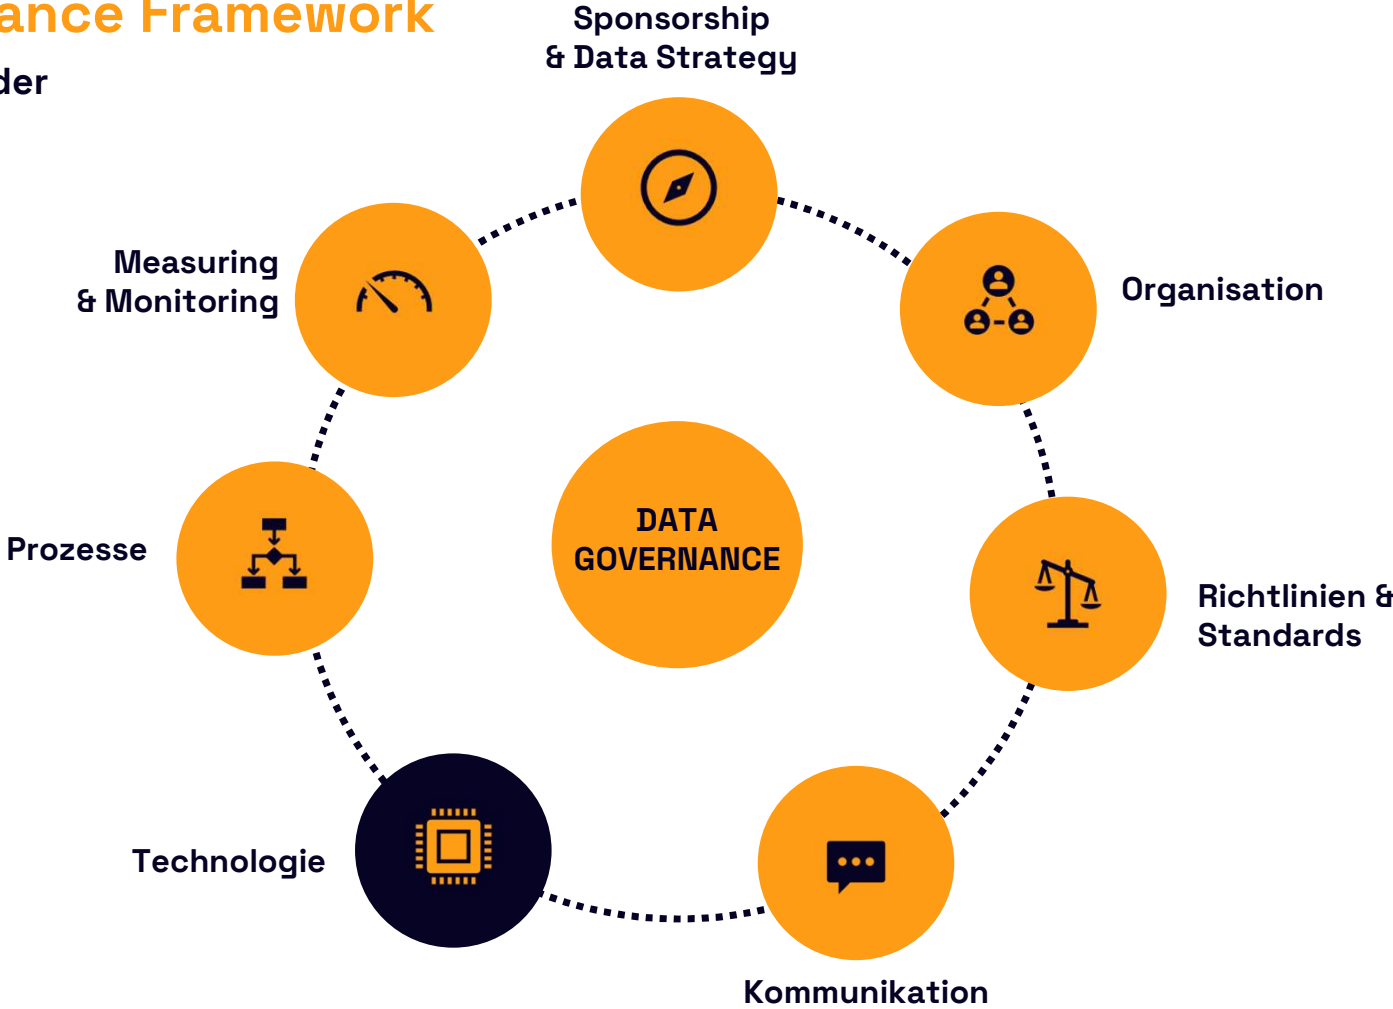 ance Framework
der
Sponsorship
& Data Strategy
Measuring
& Monitoring
Organisation
Prozesse
DATA
GOVERNANCE
Richtlinien &
Standards
Technologie
Kommunikation